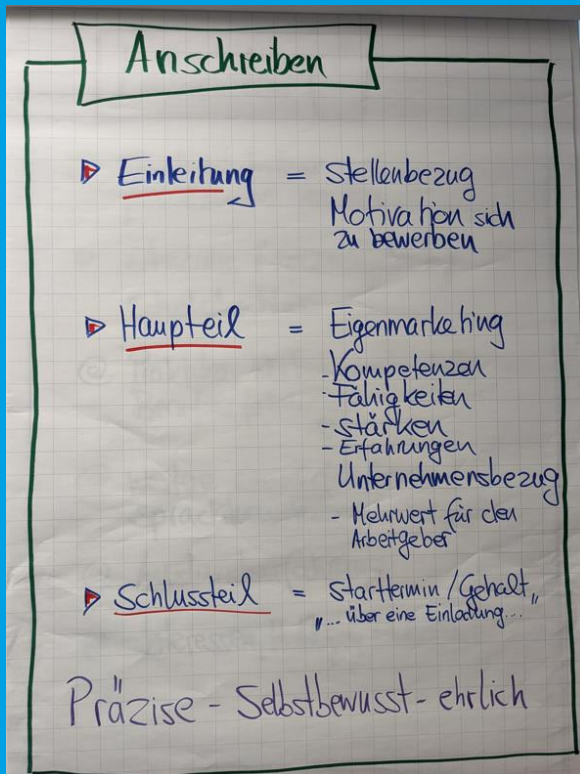 Anschreiben
Einleitung = Stellenbezug
Motivation sich
zu bewerben
Haupteil = Eigenmarketing
- Kompetenzen
- Fähigkeiten
- Stärken
- Erfahrungen
Unternehmensbezug
- Mehrwert für den
Arbeitgeber
Schlussteil = Starttermin / Gehalt
"... über eine Einladung... "
Präzise - Selbstbewusst - ehrlich